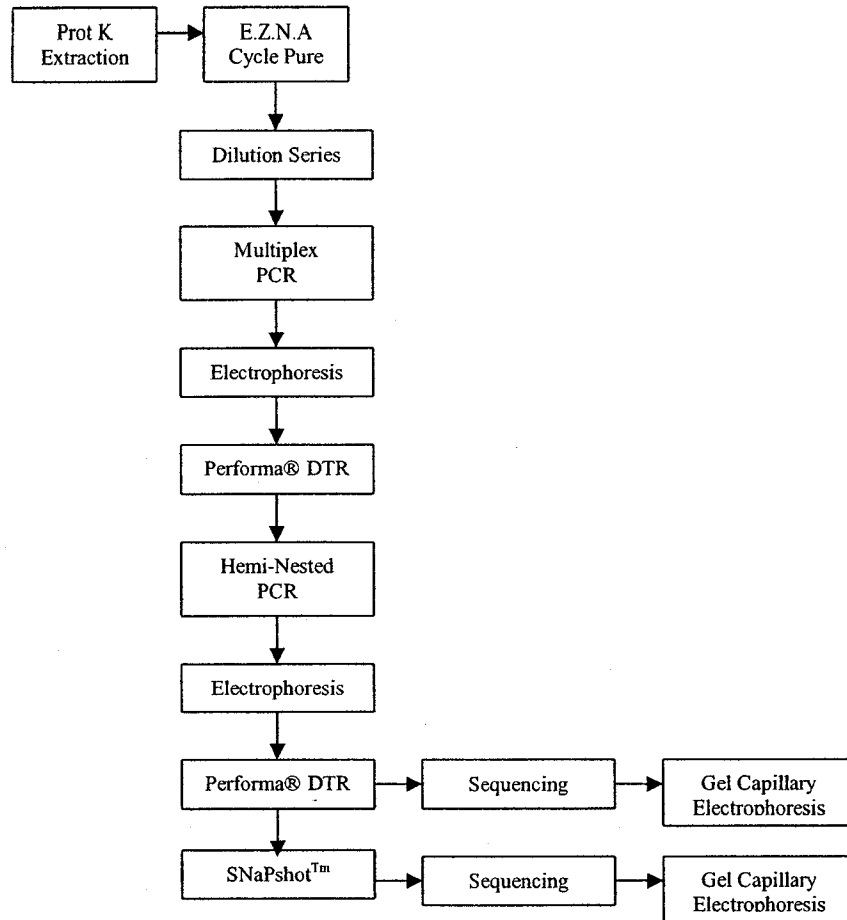 Prot K
Extraction
E.Z.N.A
Cycle Pure
Dilution Series
Multiplex
PCR
Electrophoresis
Performa® DTR
Hemi-Nested
PCR
Electrophoresis
Performa® DTR
Sequencing
Gel Capillary
Electrophoresis
SNaPshotTm
Sequencing
Gel Capillary
Electrophoresis